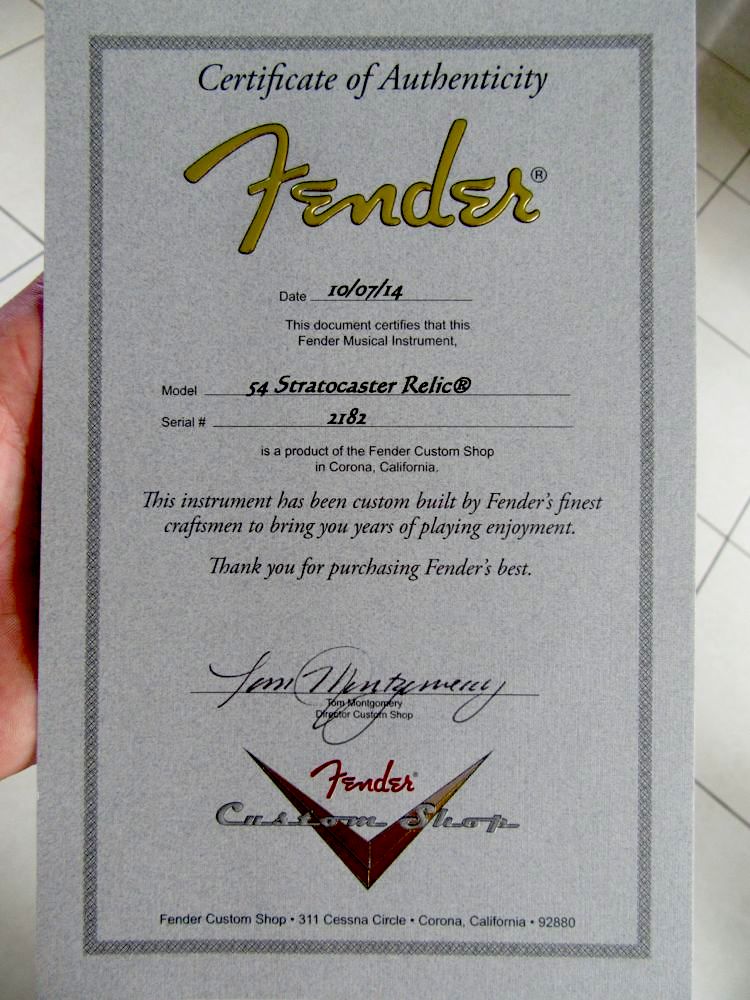 Certificate of Authenticity
Fender®
Date 10/07/14
This document certifies that this
Fender Musical Instrument,
Model 54 Stratocaster Relic®
Serial # 2182
is a product of the Fender Custom Shop
in Corona, California.
This instrument has been custom built by Fender's finest
craftsmen to bring you years of playing enjoyment.
Thank you for purchasing Fender's best.
Tom Montgomery
Tom Montgomery
Director Custom Shop
Fender®
Custom Shop
Fender Custom Shop • 311 Cessna Circle • Corona, California • 92880